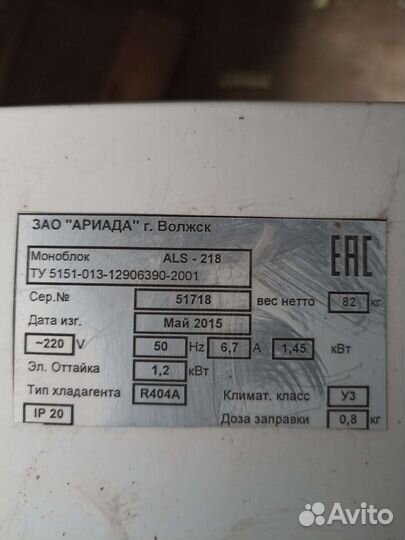 ЗАО "АРИАДА" г. Волжск
Моноблок ALS - 218
ТУ 5151-013-12906390-2001
EAC
Сер.№ 51718 вес нетто 82 кг
Дата изг. Май 2015
~220 V 50 Hz 6,7 А 1,45 кВт
Эл. Оттайка 1,2 кВт
Тип хладагента R404A Климат. класс У3
IP 20 Доза заправки 0,8 кг
Avito